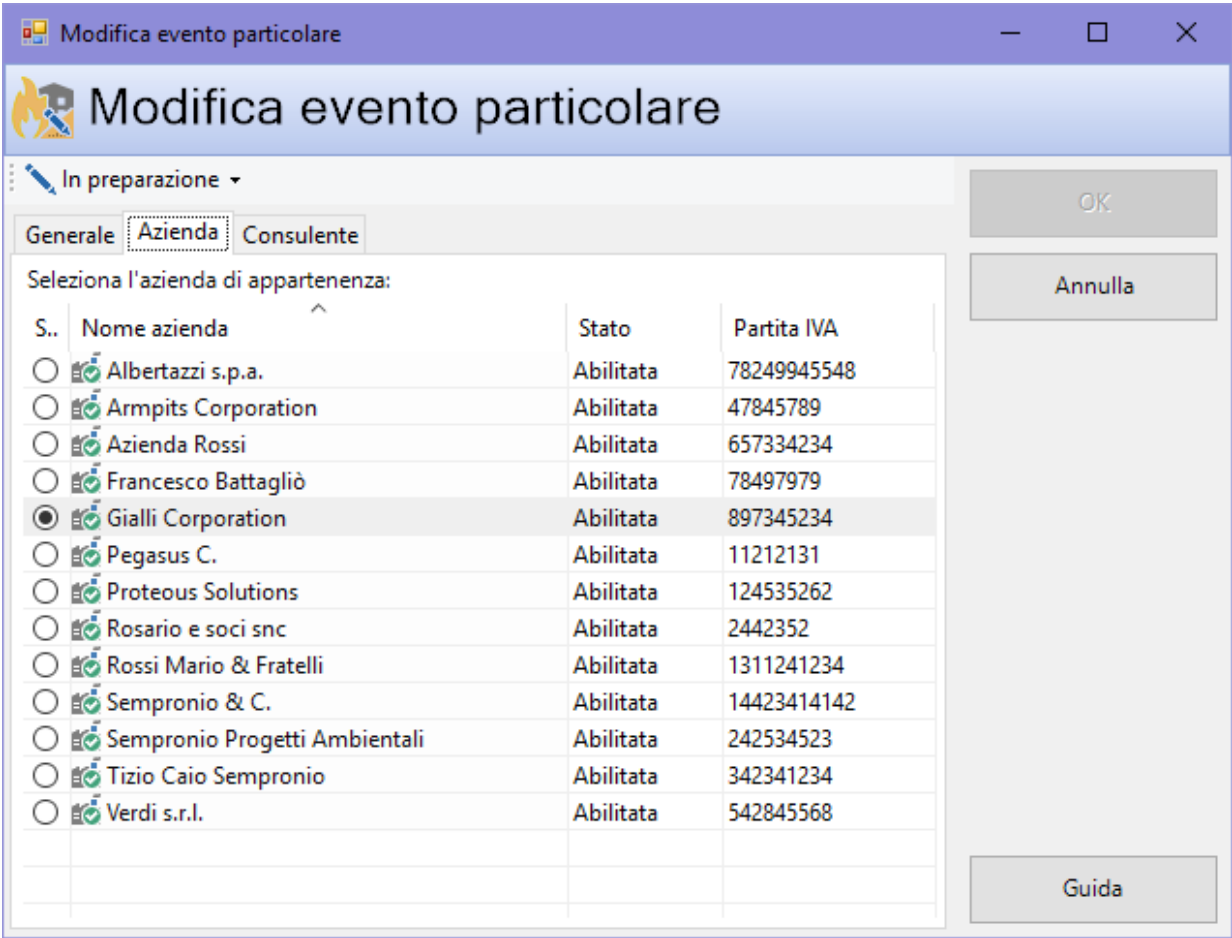 Modifica evento particolare
Modifica evento particolare
In preparazione
OK
Generale Azienda Consulente
Annulla
Seleziona l'azienda di appartenenza:
S.. Nome azienda Stato Partita IVA
Albertazzi s.p.a. Abilitata 78249945548
Armpits Corporation Abilitata 47845789
Azienda Rossi Abilitata 657334234
Francesco Battagliò Abilitata 78497979
Gialli Corporation Abilitata 897345234
Pegasus C. Abilitata 11212131
Proteous Solutions Abilitata 124535262
Rosario e soci snc Abilitata 2442352
Rossi Mario & Fratelli Abilitata 1311241234
Sempronio & C. Abilitata 14423414142
Sempronio Progetti Ambientali Abilitata 242534523
Tizio Caio Sempronio Abilitata 342341234
Verdi s.r.l. Abilitata 542845568
Guida